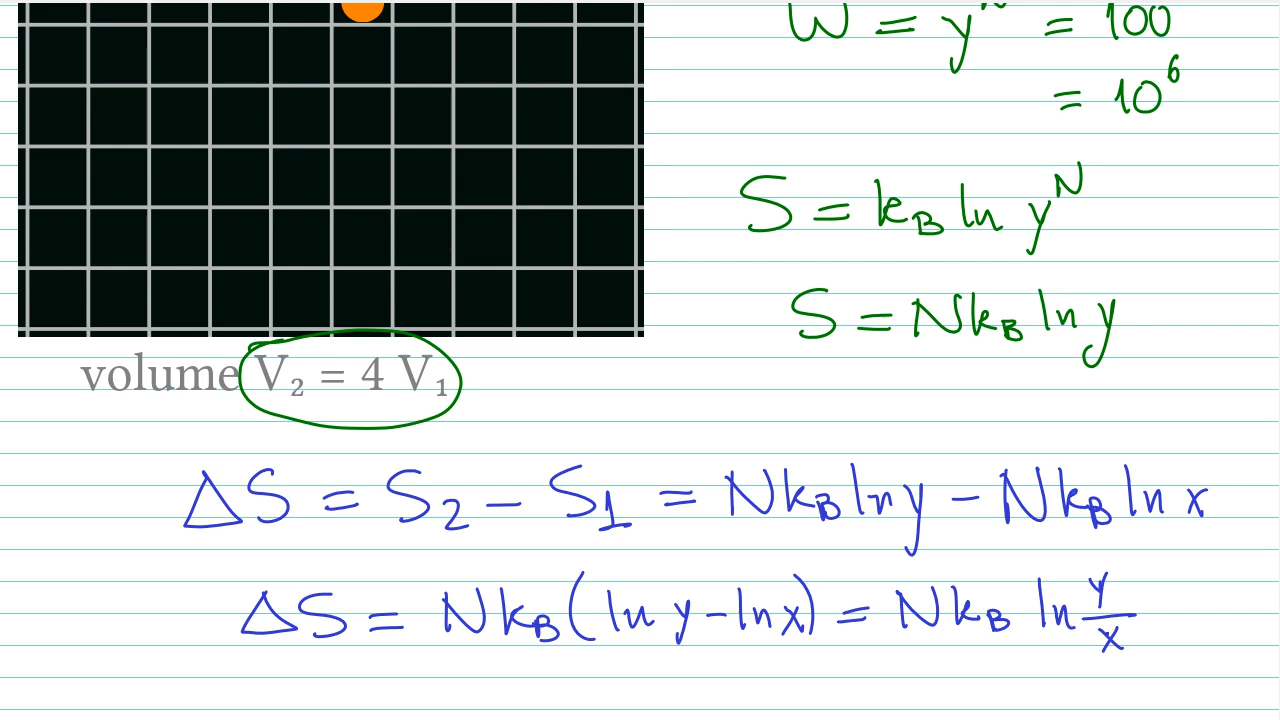 W = y^N = 100
= 10^6
S = k_B ln y^N
S = Nk_B ln y
volume V₂ = 4 V₁
ΔS = S₂ − S₁ = Nk_B ln y − Nk_B ln x
ΔS = Nk_B (ln y − ln x) = Nk_B ln y/x